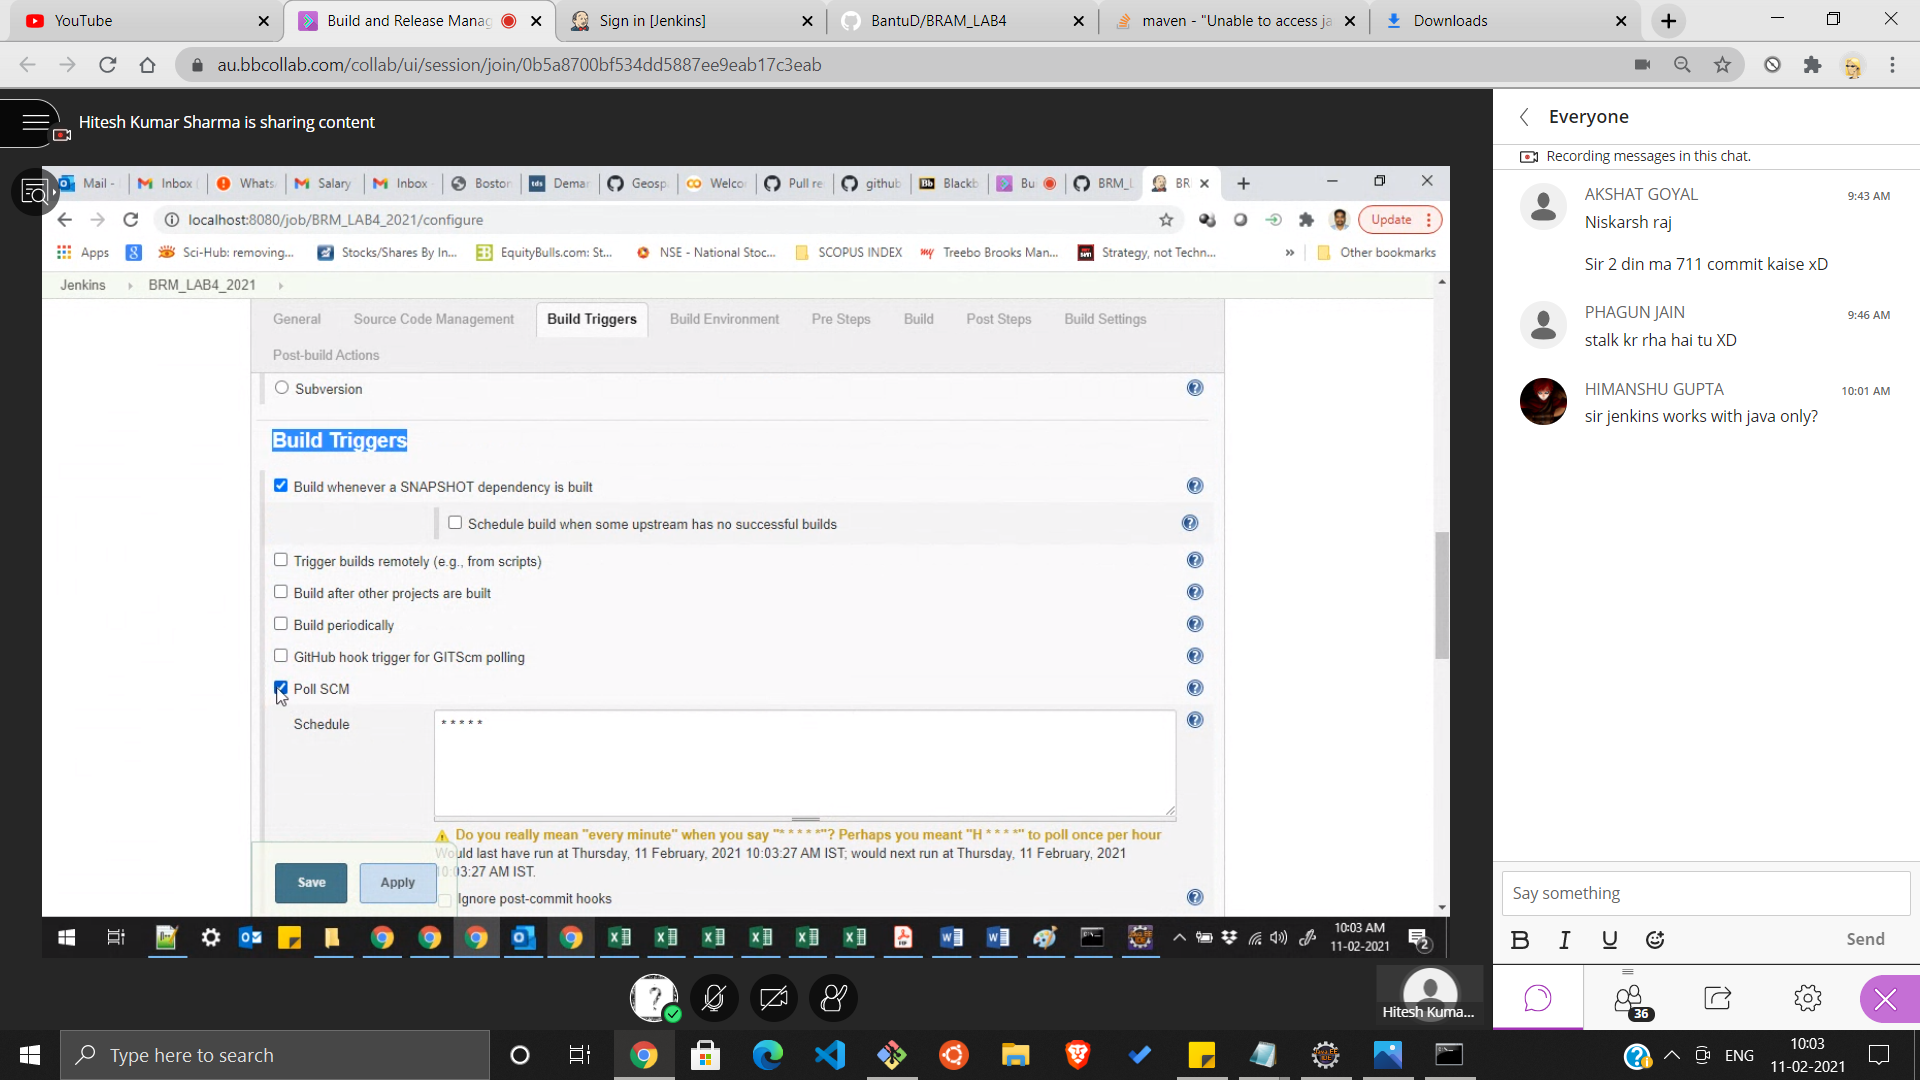 YouTube
Build and Release Manag
Sign in [Jenkins]
BantuD/BRAM_LAB4
maven - "Unable to access ja
Downloads
au.bbcollab.com/collab/ui/session/join/0b5a8700bf534dd5887ee9eab17c3eab
Hitesh Kumar Sharma is sharing content
Mail -
Inbox (
Whats
Salary
Inbox -
Boston
Demar
Geosp
Welco
Pull re
github
Blackb
Bu
BRM_L
BR
localhost:8080/job/BRM_LAB4_2021/configure
Update
Apps
Sci-Hub: removing...
Stocks/Shares By In...
EquityBulls.com: St...
NSE - National Stoc...
SCOPUS INDEX
Treebo Brooks Man...
Strategy, not Techn...
»
Other bookmarks
Jenkins
BRM_LAB4_2021
General
Source Code Management
Build Triggers
Build Environment
Pre Steps
Build
Post Steps
Build Settings
Post-build Actions
Subversion
Build Triggers
Build whenever a SNAPSHOT dependency is built
Schedule build when some upstream has no successful builds
Trigger builds remotely (e.g., from scripts)
Build after other projects are built
Build periodically
GitHub hook trigger for GITScm polling
Poll SCM
Schedule
* * * * *
Do you really mean "every minute" when you say "* * * * *"? Perhaps you meant "H * * * *" to poll once per hour
Would last have run at Thursday, 11 February, 2021 10:03:27 AM IST; would next run at Thursday, 11 February, 2021
10:03:27 AM IST.
Save
Apply
Ignore post-commit hooks
10:03 AM
11-02-2021
2
Hitesh Kuma...
Everyone
Recording messages in this chat.
AKSHAT GOYAL
9:43 AM
Niskarsh raj
Sir 2 din ma 711 commit kaise xD
PHAGUN JAIN
9:46 AM
stalk kr rha hai tu XD
HIMANSHU GUPTA
10:01 AM
sir jenkins works with java only?
Say something
B I U
Send
36
Type here to search
ENG
10:03
11-02-2021